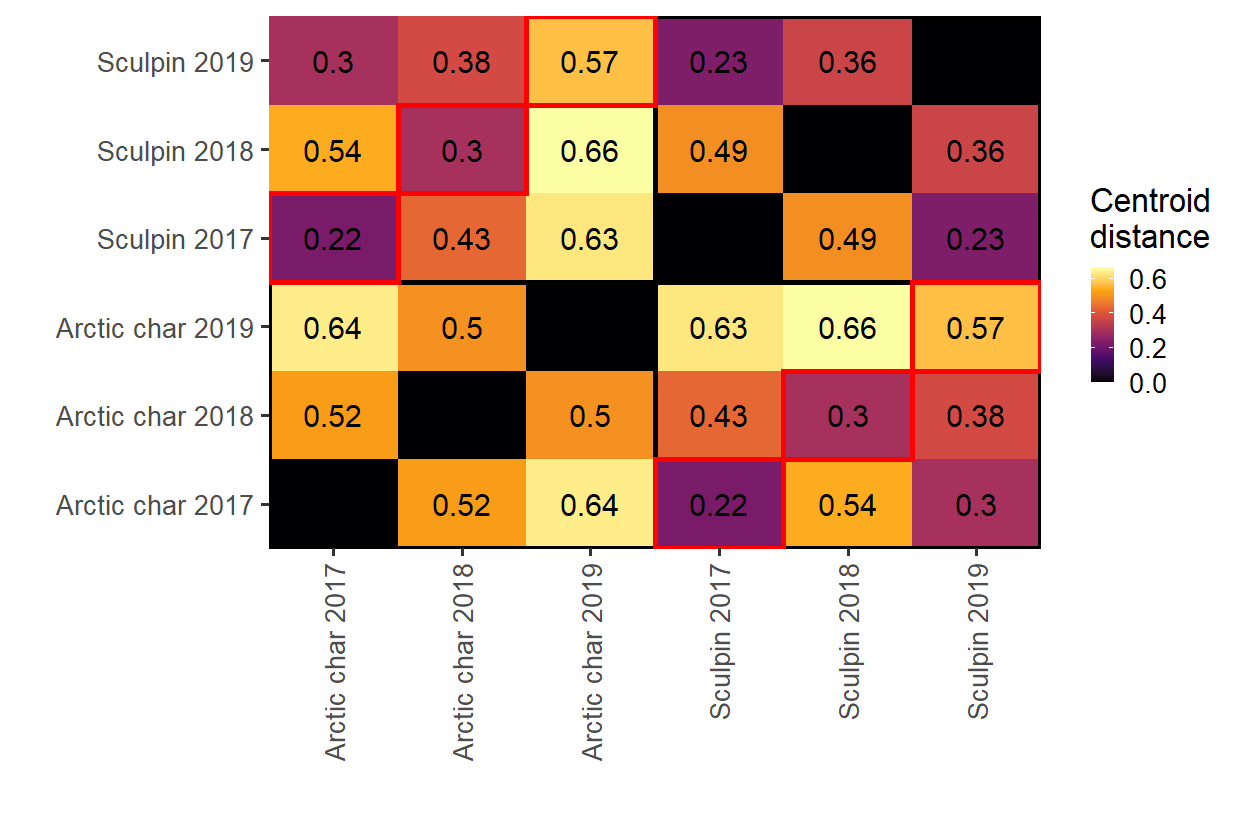 Sculpin 2019 0.3 0.38 0.57 0.23 0.36
Sculpin 2018 0.54 0.3 0.66 0.49 0.36
Sculpin 2017 0.22 0.43 0.63 0.49 0.23
Arctic char 2019 0.64 0.5 0.63 0.66 0.57
Arctic char 2018 0.52 0.5 0.43 0.3 0.38
Arctic char 2017 0.52 0.64 0.22 0.54 0.3
Arctic char 2017
Arctic char 2018
Arctic char 2019
Sculpin 2017
Sculpin 2018
Sculpin 2019
Centroid
distance
0.6
0.4
0.2
0.0